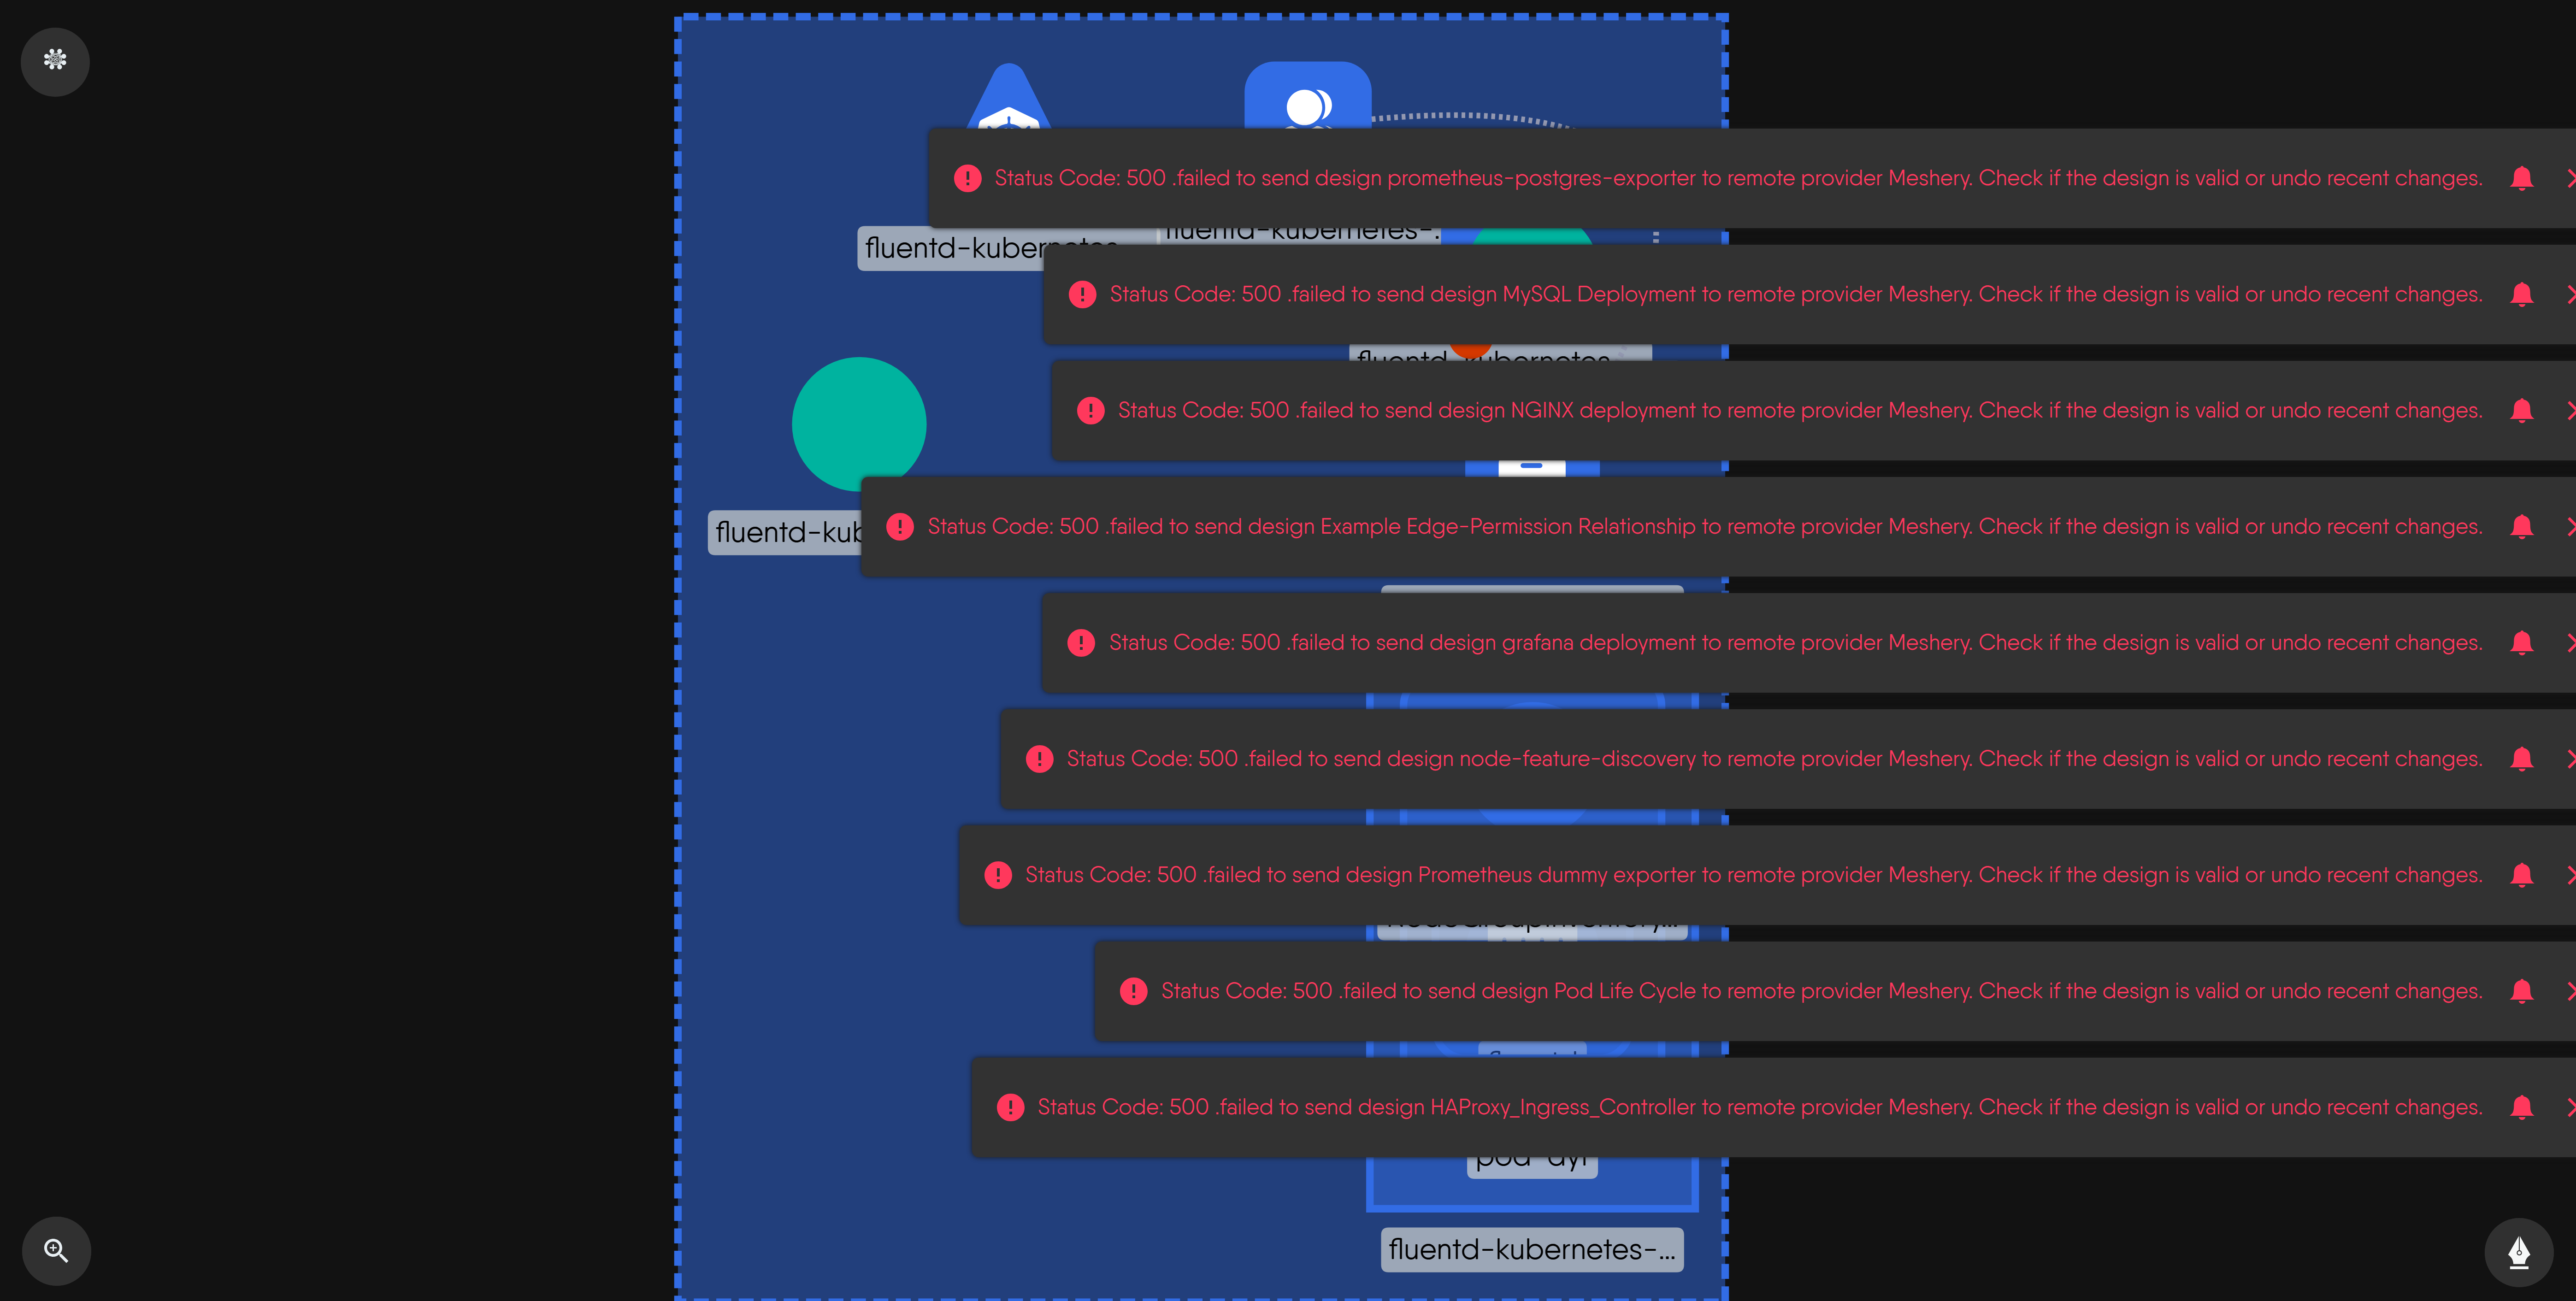 Status Code: 500 .failed to send design prometheus-postgres-exporter to remote provider Meshery. Check if the design is valid or undo recent changes.
fluentd-kubernetes-
fluentd-kubernetes-.
Status Code: 500 .failed to send design MySQL Deployment to remote provider Meshery. Check if the design is valid or undo recent changes.
fluentd-kubernetes-
Status Code: 500 .failed to send design NGINX deployment to remote provider Meshery. Check if the design is valid or undo recent changes.
Status Code: 500 .failed to send design Example Edge-Permission Relationship to remote provider Meshery. Check if the design is valid or undo recent changes.
fluentd-kub
Status Code: 500 .failed to send design grafana deployment to remote provider Meshery. Check if the design is valid or undo recent changes.
Status Code: 500 .failed to send design node-feature-discovery to remote provider Meshery. Check if the design is valid or undo recent changes.
Status Code: 500 .failed to send design Prometheus dummy exporter to remote provider Meshery. Check if the design is valid or undo recent changes.
Status Code: 500 .failed to send design Pod Life Cycle to remote provider Meshery. Check if the design is valid or undo recent changes.
Status Code: 500 .failed to send design HAProxy_Ingress_Controller to remote provider Meshery. Check if the design is valid or undo recent changes.
fluentd-kubernetes-...